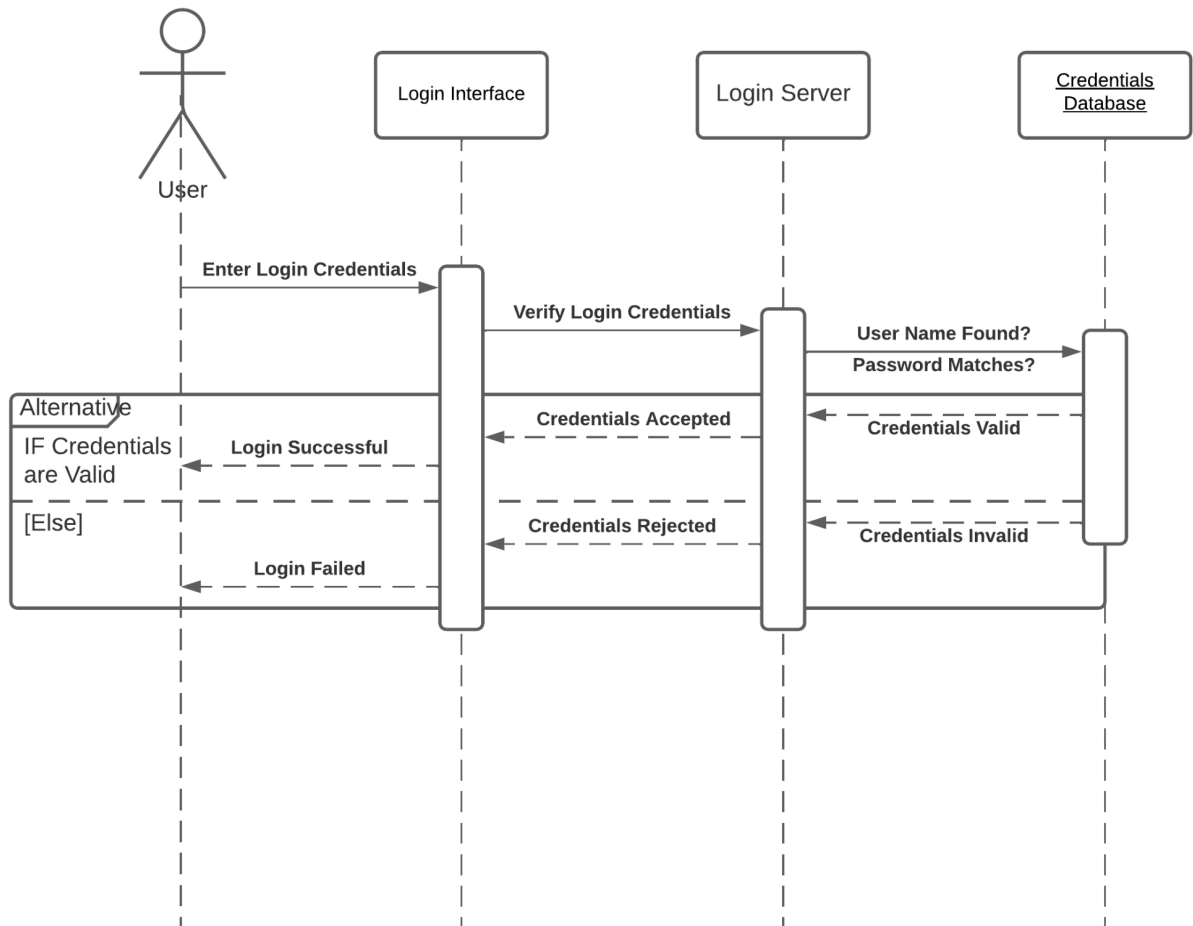 Login Interface
Login Server
Credentials
Database
User
Enter Login Credentials
Verify Login Credentials
User Name Found?
Password Matches?
Alternative
IF Credentials
are Valid
Credentials Accepted
Credentials Valid
Login Successful
[Else]
Credentials Rejected
Credentials Invalid
Login Failed